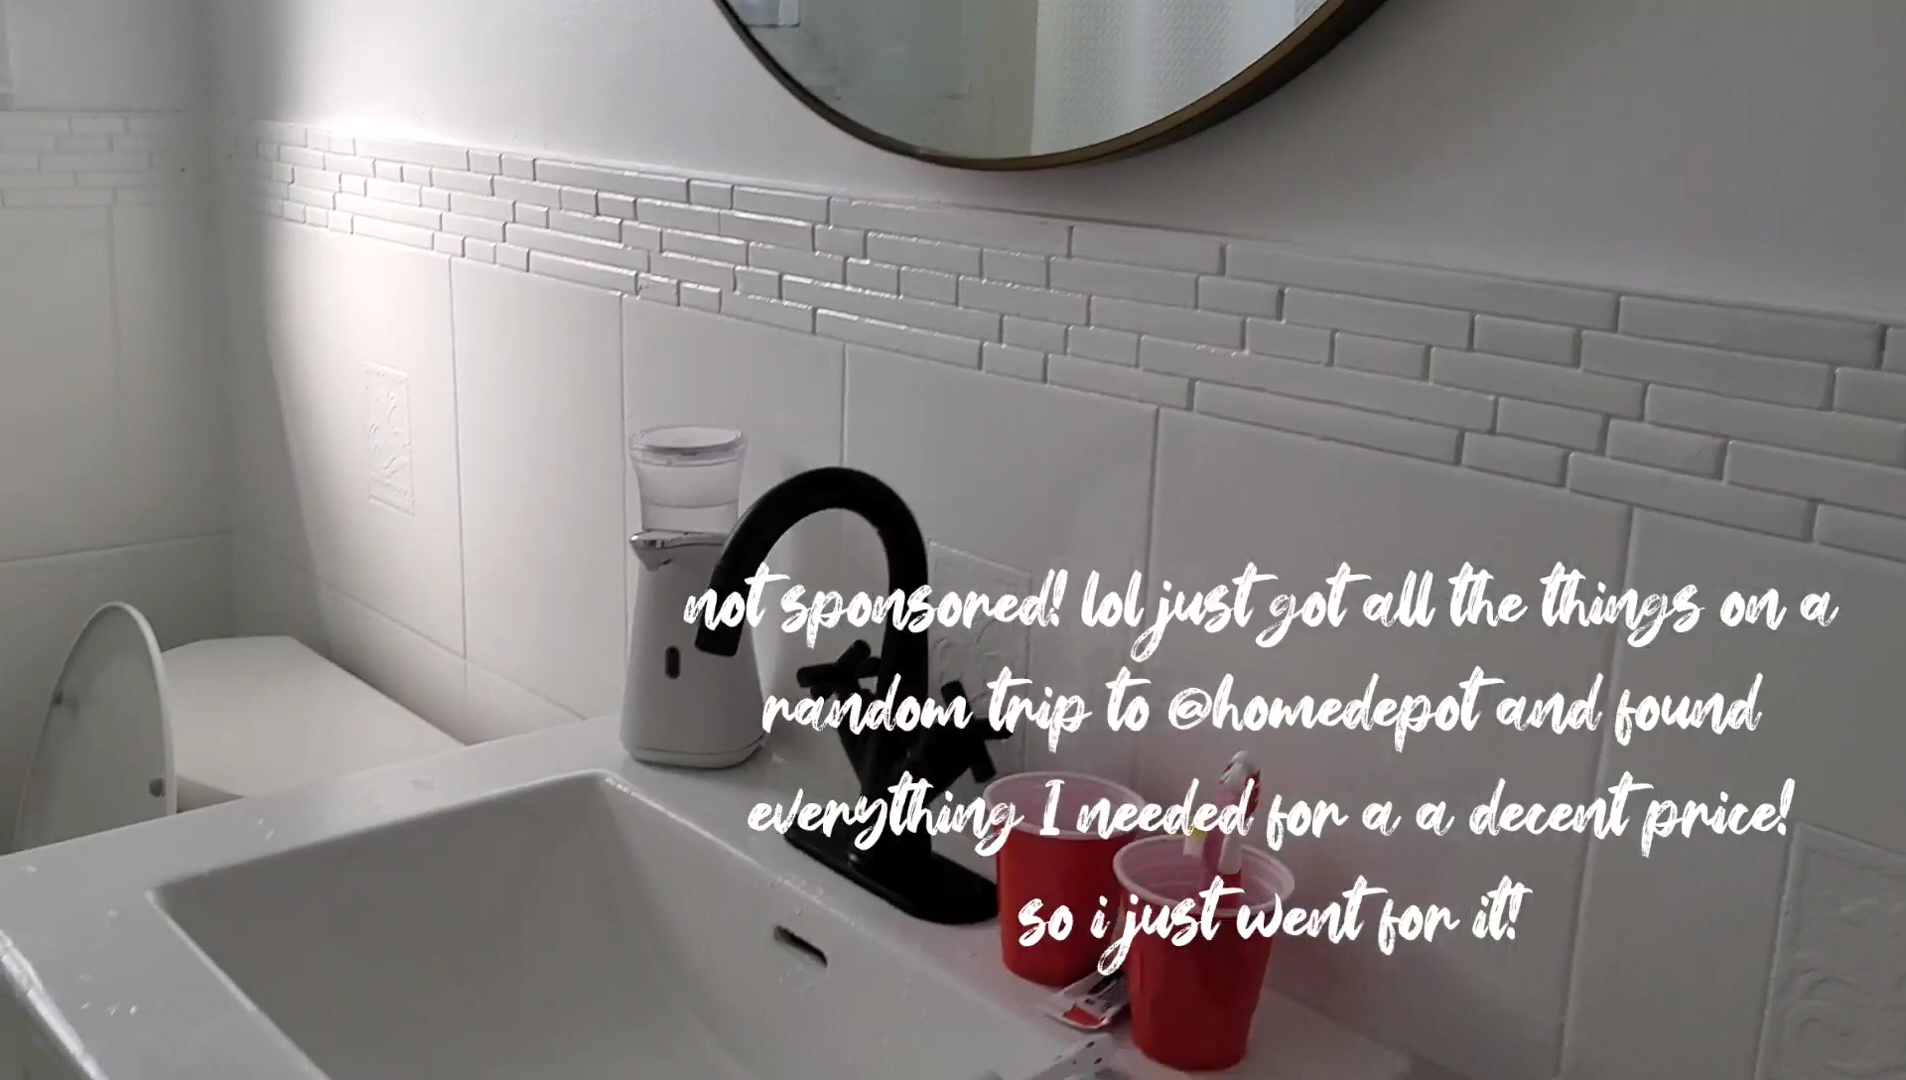 not sponsored! lol just got all the things on a
random trip to @homedepot and found
everything I needed for a a decent price!
so i just went for it!